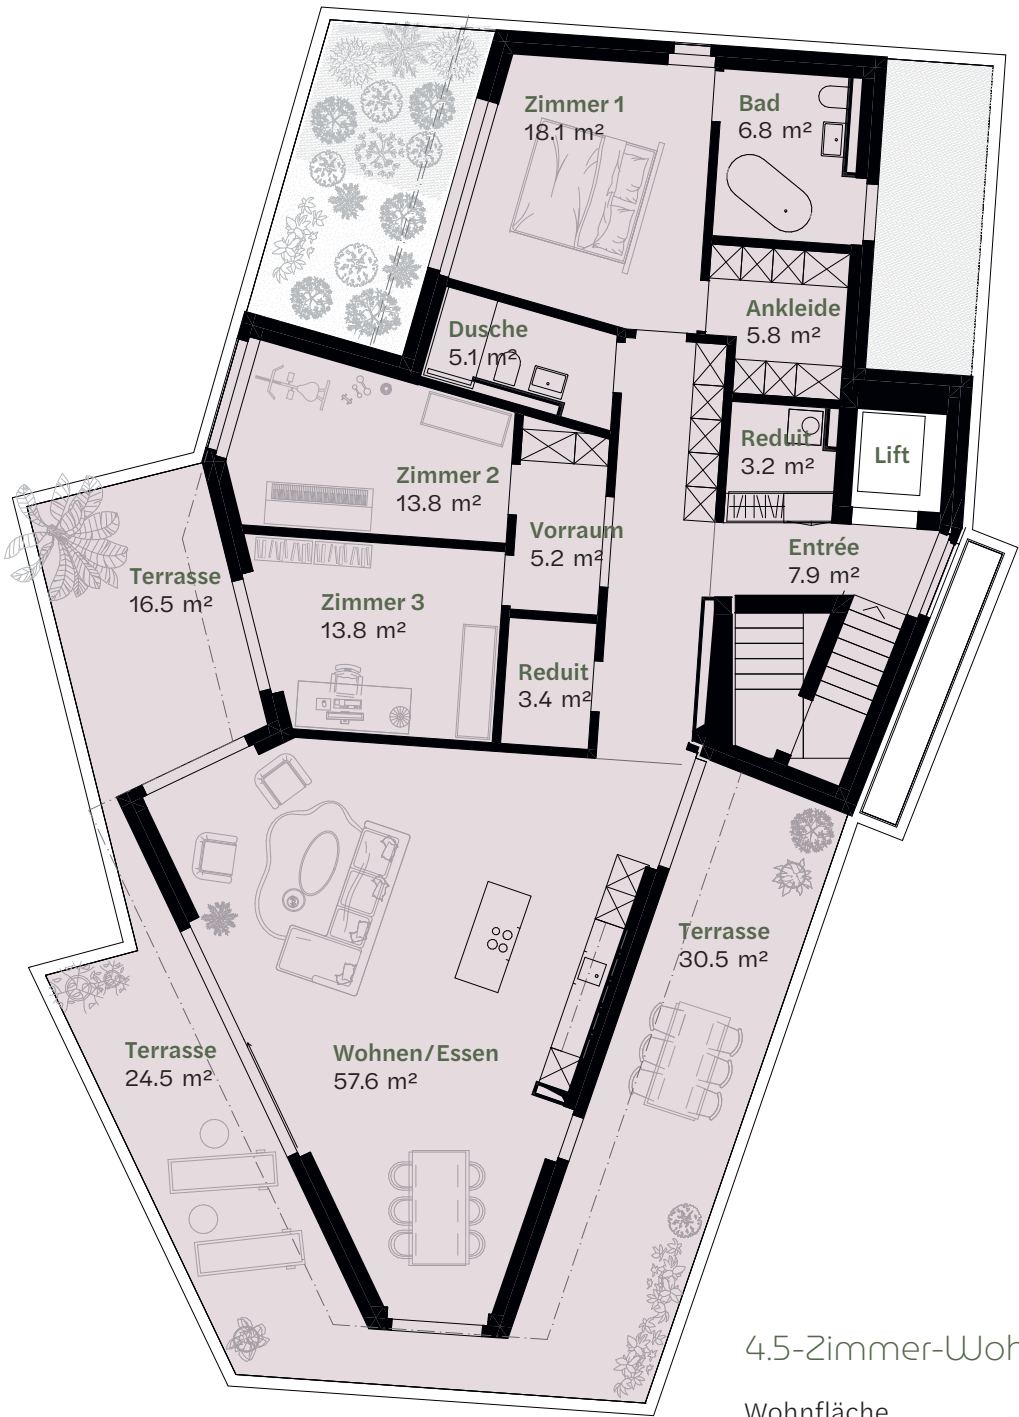 Zimmer 1
18.1 m²
Bad
6.8 m²
Ankleide
5.8 m²
Dusche
5.1 m²
Reduit
3.2 m²
Lift
Zimmer 2
13.8 m²
Vorraum
5.2 m²
Entrée
7.9 m²
Terrasse
16.5 m²
Zimmer 3
13.8 m²
Reduit
3.4 m²
Terrasse
30.5 m²
Terrasse
24.5 m²
Wohnen/Essen
57.6 m²
4.5-Zimmer-Woh
Wohnfläche